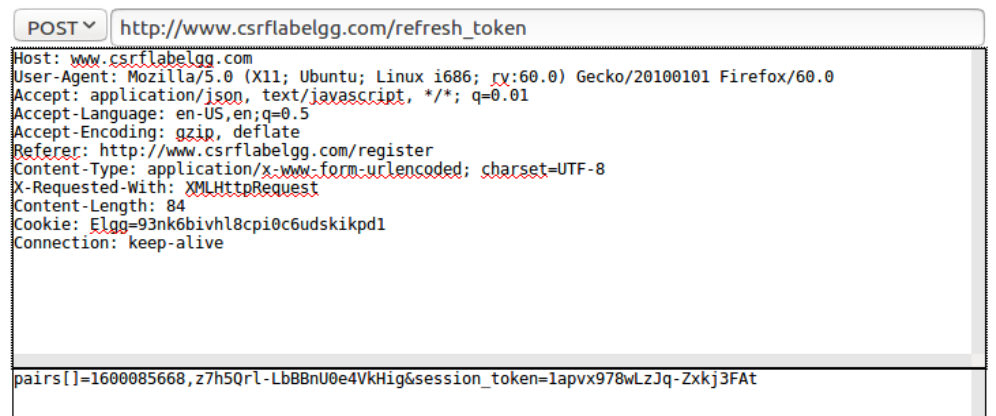 POST http://www.csrflabelgg.com/refresh_token
Host: www.csrflabelgg.com
User-Agent: Mozilla/5.0 (X11; Ubuntu; Linux i686; rv:60.0) Gecko/20100101 Firefox/60.0
Accept: application/json, text/javascript, */*; q=0.01
Accept-Language: en-US,en;q=0.5
Accept-Encoding: gzip, deflate
Referer: http://www.csrflabelgg.com/register
Content-Type: application/x-www-form-urlencoded; charset=UTF-8
X-Requested-With: XMLHttpRequest
Content-Length: 84
Cookie: Elgg=93nk6bivhl8cpi0c6udskikpd1
Connection: keep-alive
pairs[]=1600085668,z7h5Qrl-LbBBnU0e4VkHig&session_token=1apvx978wLzJq-Zxkj3FAt